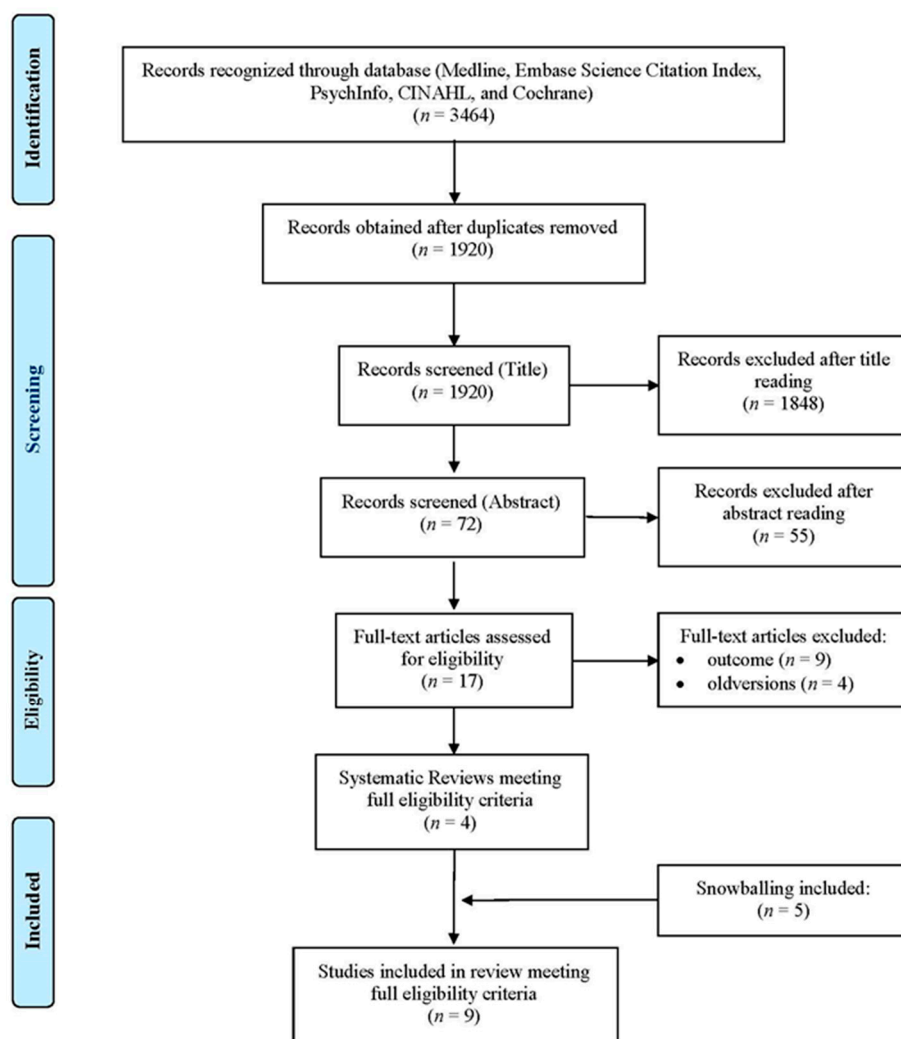 Identification
Records recognized through database (Medline, Embase Science Citation Index,
PsychInfo, CINAHL, and Cochrane)
(n = 3464)
Records obtained after duplicates removed
(n = 1920)
Screening
Records screened (Title)
(n = 1920)
Records excluded after title
reading
(n = 1848)
Records screened (Abstract)
(n = 72)
Records excluded after
abstract reading
(n = 55)
Eligibility
Full-text articles assessed
for eligibility
(n = 17)
Full-text articles excluded:
• outcome (n = 9)
• oldversions (n = 4)
Systematic Reviews meeting
full eligibility criteria
(n = 4)
Included
Snowballing included:
(n = 5)
Studies included in review meeting
full eligibility criteria
(n = 9)